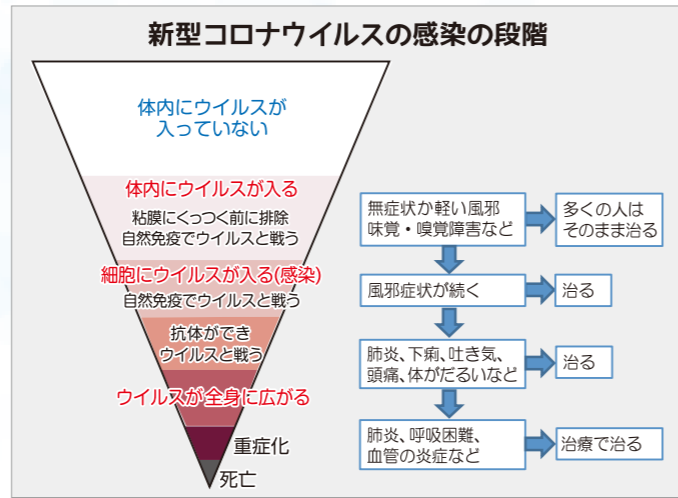 新型コロナウイルスの感染の段階
体内にウイルスが
入っていない
体内にウイルスが入る
粘膜にくっつく前に排除
自然免疫でウイルスと戦う
細胞にウイルスが入る(感染)
自然免疫でウイルスと戦う
抗体ができ
ウイルスと戦う
ウイルスが全身に広がる
重症化
死亡
無症状か軽い風邪
味覚・嗅覚障害など
多くの人は
そのまま治る
風邪症状が続く
治る
肺炎、下痢、吐き気、
頭痛、体がだるいなど
治る
肺炎、呼吸困難、
血管の炎症など
治療で治る